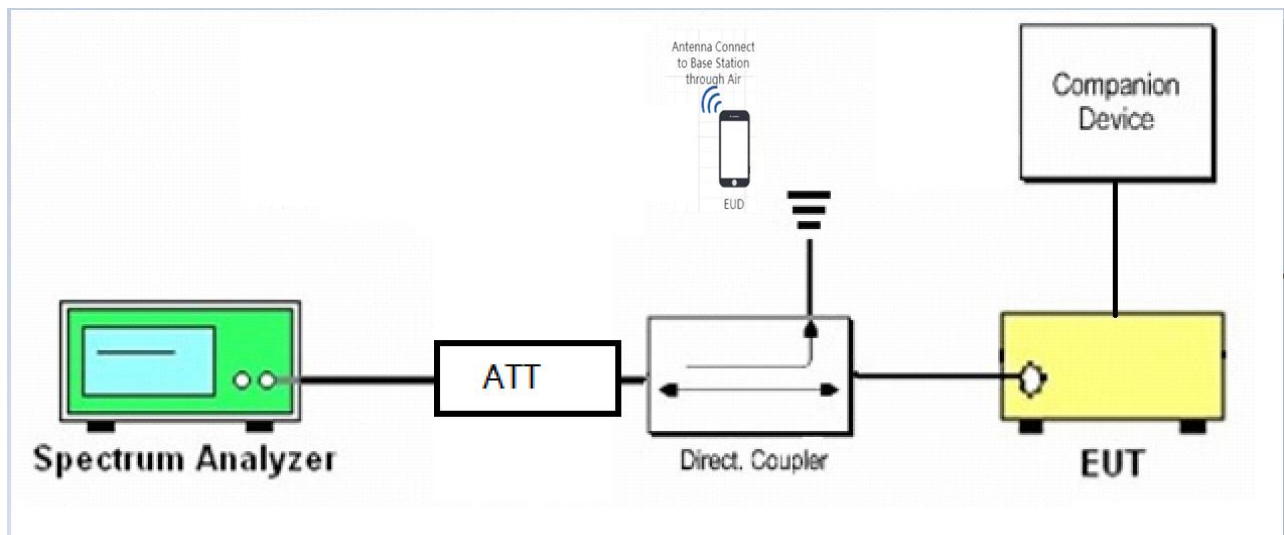 Antenna Connect
to Base Station
through Air
EUD
Companion
Device
ATT
Spectrum Analyzer
Direct. Coupler
EUT